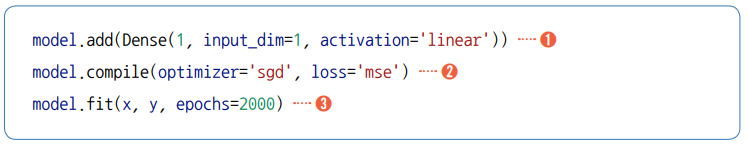 model.add(Dense(1, input_dim=1, activation='linear')) ····· ❶
model.compile(optimizer='sgd', loss='mse') ····· ❷
model.fit(x, y, epochs=2000) ····· ❸